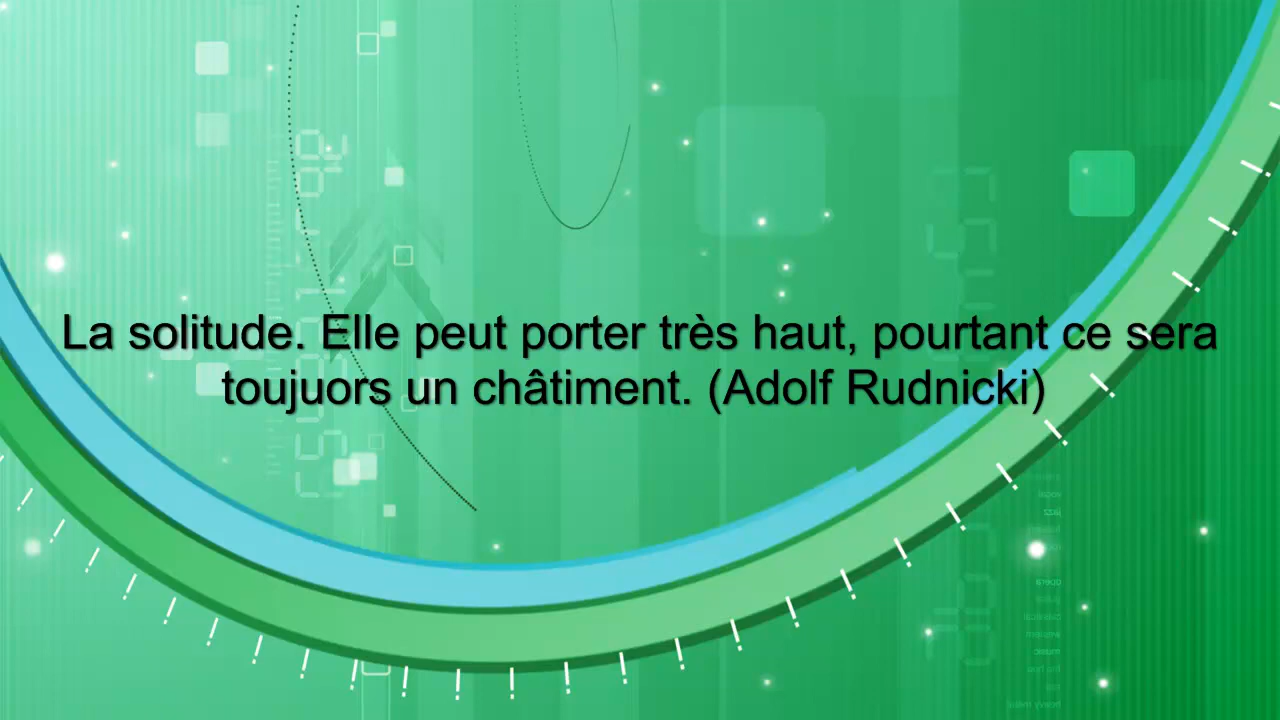 La solitude. Elle peut porter très haut, pourtant ce sera
toujuors un châtiment. (Adolf Rudnicki)